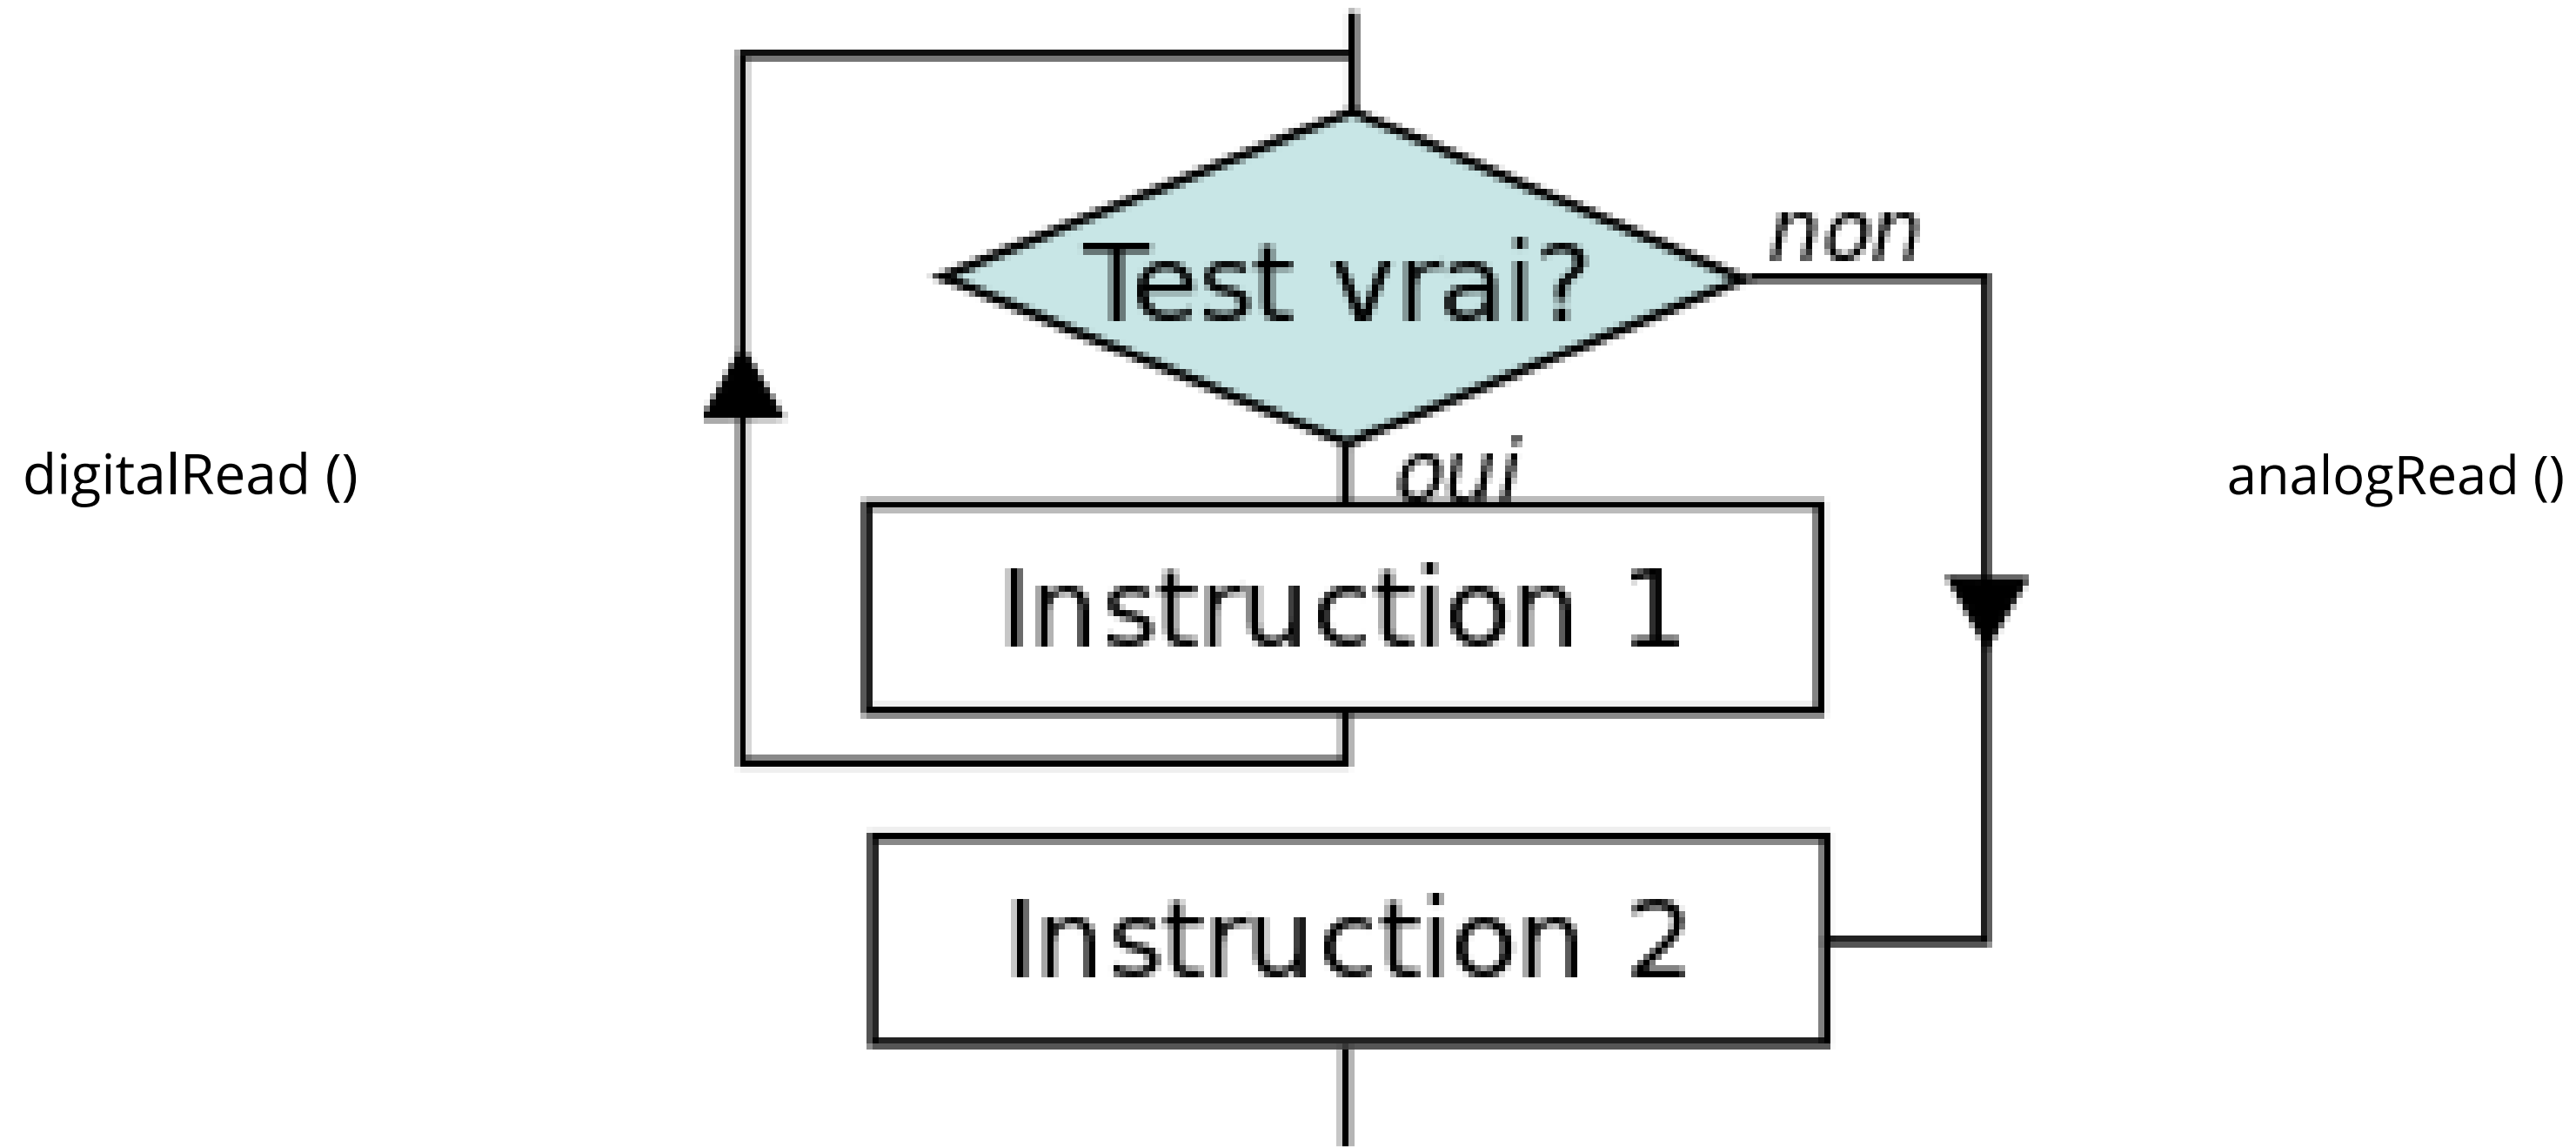 non
Test vrai?
oui
digitalRead ()
analogRead ()
Instruction 1
Instruction 2